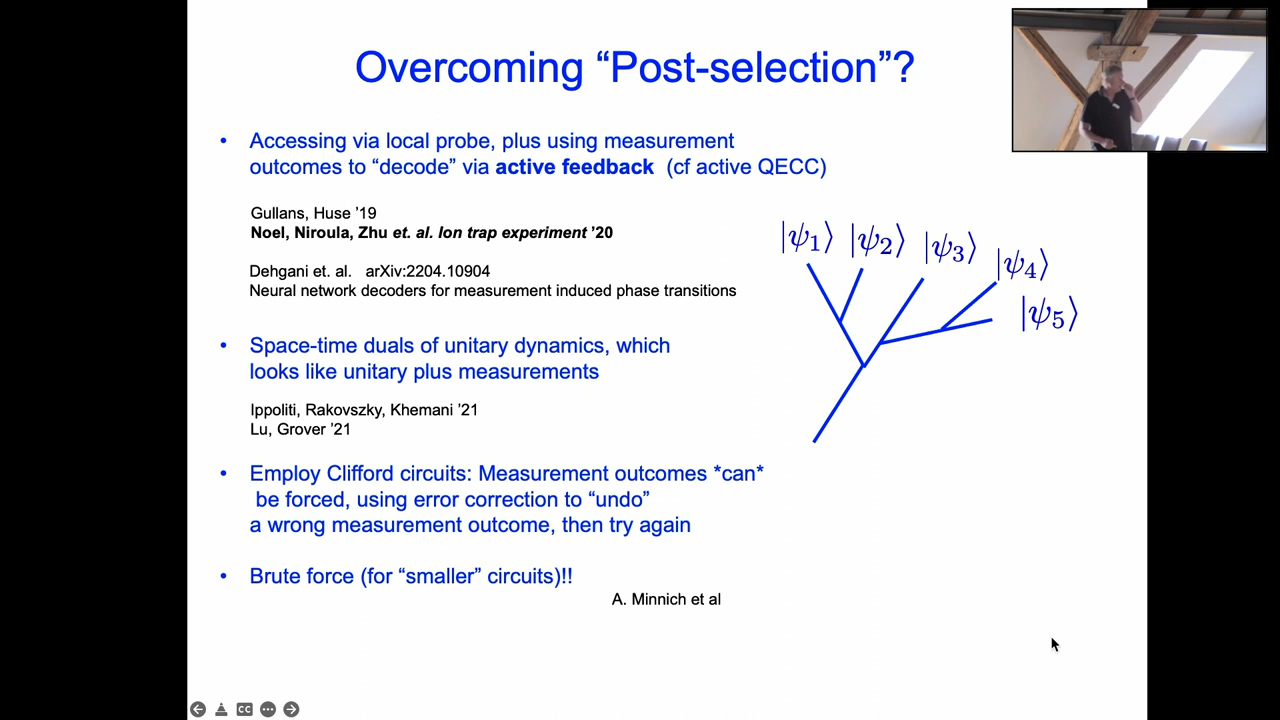 Overcoming “Post-selection”?
• Accessing via local probe, plus using measurement
outcomes to “decode” via active feedback (cf active QECC)
Gullans, Huse ’19
Noel, Niroula, Zhu et. al. Ion trap experiment ’20
Dehgani et. al. arXiv:2204.10904
Neural network decoders for measurement induced phase transitions
|ψ₁⟩ |ψ₂⟩ |ψ₃⟩ |ψ₄⟩
|ψ₅⟩
• Space-time duals of unitary dynamics, which
looks like unitary plus measurements
Ippoliti, Rakovszky, Khemani ’21
Lu, Grover ’21
• Employ Clifford circuits: Measurement outcomes *can*
be forced, using error correction to “undo”
a wrong measurement outcome, then try again
• Brute force (for “smaller” circuits)!!
A. Minnich et al
CC